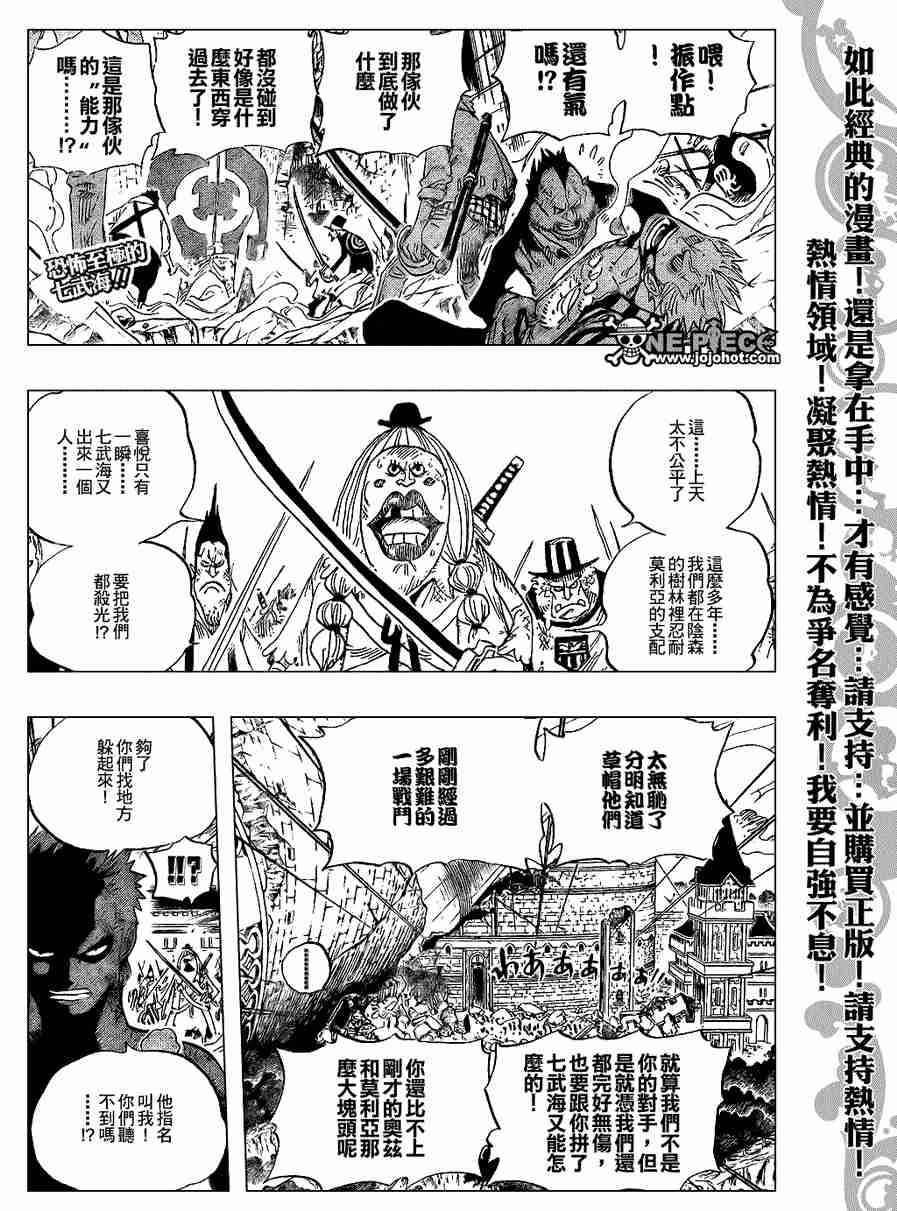 喂！
振作點
！
還有氣
嗎!?
那傢伙
到底做了
什麼
都沒碰到
好像是什
麼東西穿
過去了！
這是那傢伙
的“能力”
嗎……!?
恐怖至極的
七武海!!
ONE PIECE
www.jojohot.com
這……上天
太不公平了
這麼多年……
我們都在陰森
的樹林裡忍耐
莫利亞的支配
喜悅只有
一瞬……
七武海又
出來一個
人……
要把我們
都殺光!?
太無恥了
分明知道
草帽他們
剛剛經過
多艱難的
一場戰鬥
わあぁぁぁ
………
就算我們不是
你的對手，但
是就憑我們還
都完好無傷，
也要跟你拼了
七武海又能怎
麼的！
你還比不上
剛才的奧茲
和莫利亞那
麼大塊頭呢
夠了
你們找地方
躲起來！
!!?
他指名
叫我！
你們聽
不到嗎
……!?
如此經典的漫畫！還是拿在手中…才有感覺…請支持…並購買正版！請支持熱情！
熱情領域！凝聚熱情！不為爭名奪利！我要自強不息！